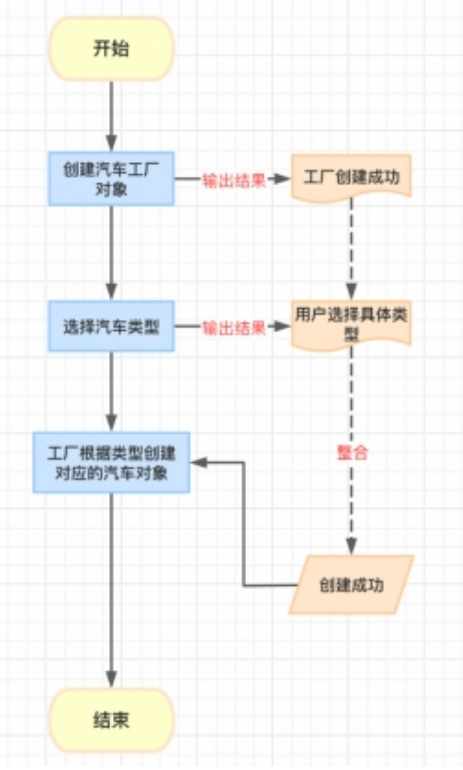 开始
创建汽车工厂
对象
输出结果
工厂创建成功
选择汽车类型
输出结果
用户选择具体类
型
工厂根据类型创建
对应的汽车对象
整合
创建成功
结束